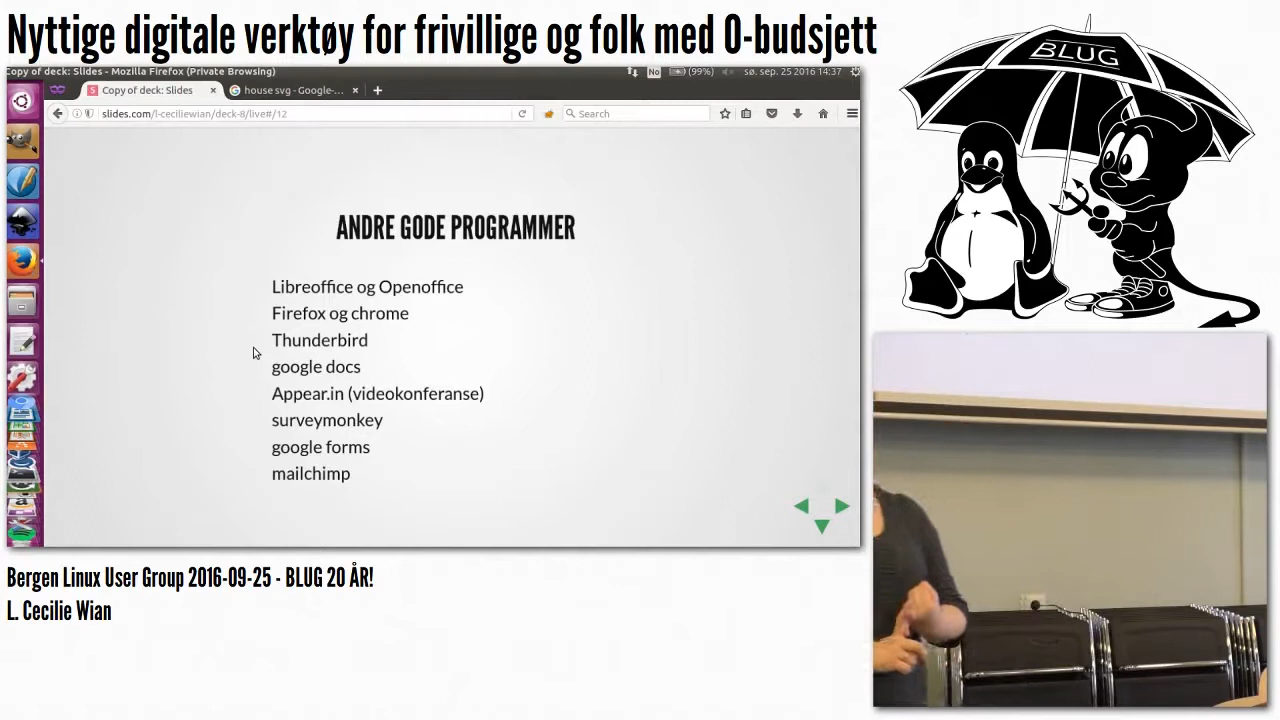 Nyttige digitale verktøy for frivillige og folk med 0-budsjett
BLUG
Copy of deck: Slides - Mozilla Firefox (Private Browsing)
No
(99%)
sø. sep. 25 2016 14:37
S
Copy of deck: Slides
G
house svg - Google-...
slides.com/l-ceciliewian/deck-8/live#/12
Search
ANDRE GODE PROGRAMMER
Libreoffice og Openoffice
Firefox og chrome
Thunderbird
google docs
Appear.in (videokonferanse)
surveymonkey
google forms
mailchimp
Bergen Linux User Group 2016-09-25 - BLUG 20 ÅR!
L. Cecilie Wian